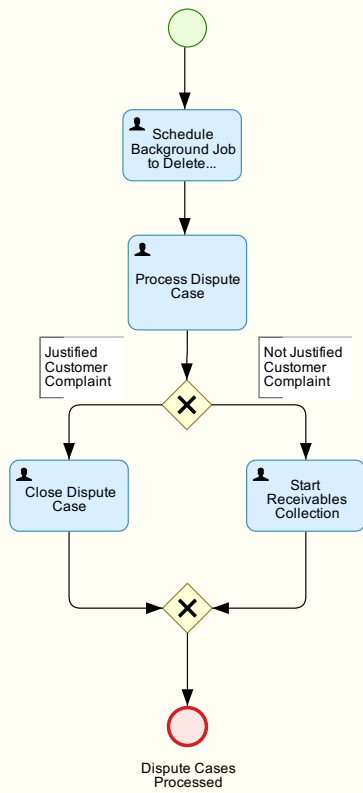 Schedule
Background Job
to Delete...
Process Dispute
Case
Justified
Customer
Complaint
Not Justified
Customer
Complaint
Close Dispute
Case
Start
Receivables
Collection
Dispute Cases
Processed